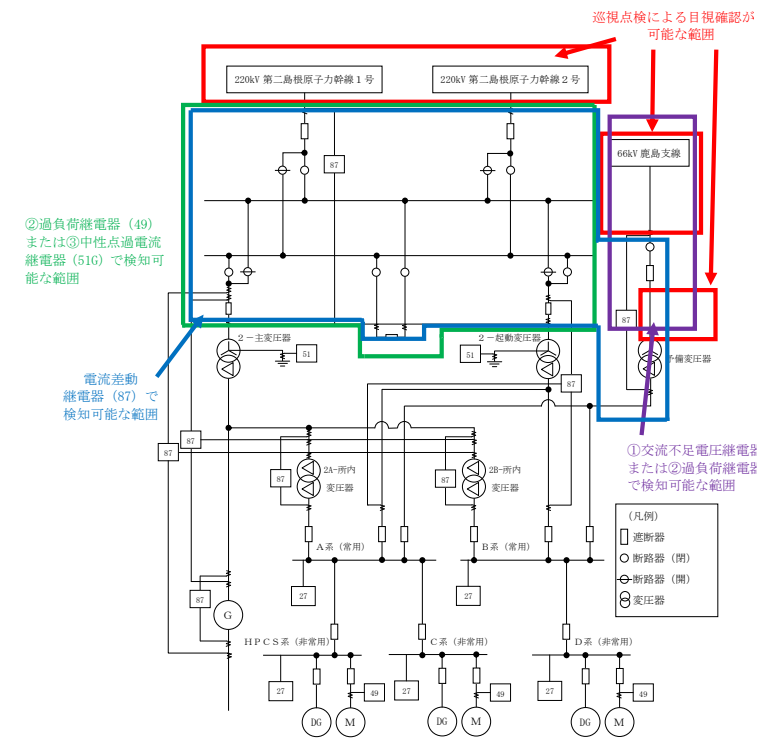 巡視点検による目視確認が
可能な範囲
220kV 第二島根原子力幹線１号
220kV 第二島根原子力幹線２号
66kV 鹿島支線
87
②過負荷継電器（49）
または③中性点過電流
継電器（51G）で検知可
能な範囲
87
２－主変圧器
51
２－起動変圧器
51
予備変圧器
電流差動
継電器（87）で
検知可能な範囲
87
87
87
①交流不足電圧継電器
または②過負荷継電器
で検知可能な範囲
87
2A-所内
変圧器
87
2B-所内
変圧器
（凡例）
遮断器
断路器（閉）
断路器（開）
変圧器
A系（常用）
B系（常用）
27
27
87
G
HPCS系（非常用）
C系（非常用）
D系（非常用）
27
49
27
49
27
49
DG
M
DG
M
DG
M